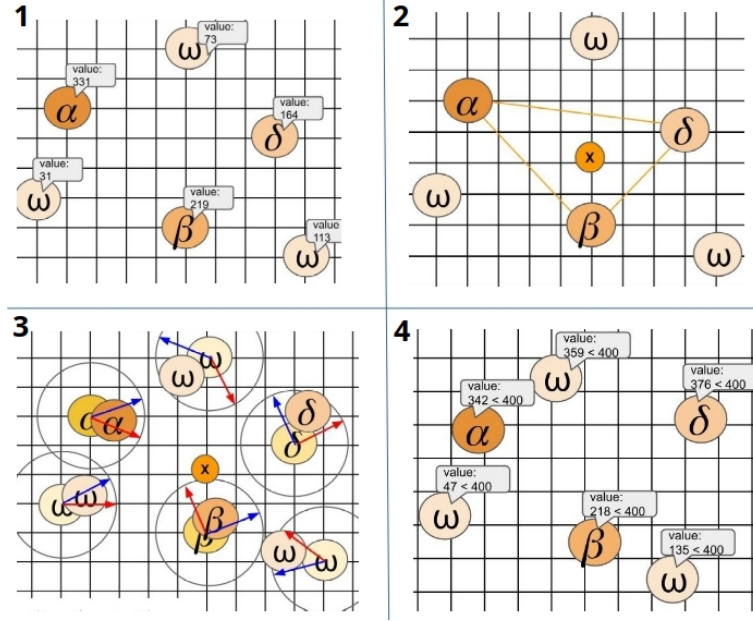 1
ω
value:
73
value:
331
α
value:
164
δ
value:
31
ω
value:
219
β
value
113
ω
2
ω
α
δ
x
ω
β
ω
3
ω
ω
α
δ
δ
x
ω
ω
β
β
ω
ω
4
value:
359 < 400
ω
value:
342 < 400
α
value:
376 < 400
δ
value:
47 < 400
ω
value:
218 < 400
β
value:
135 < 400
ω